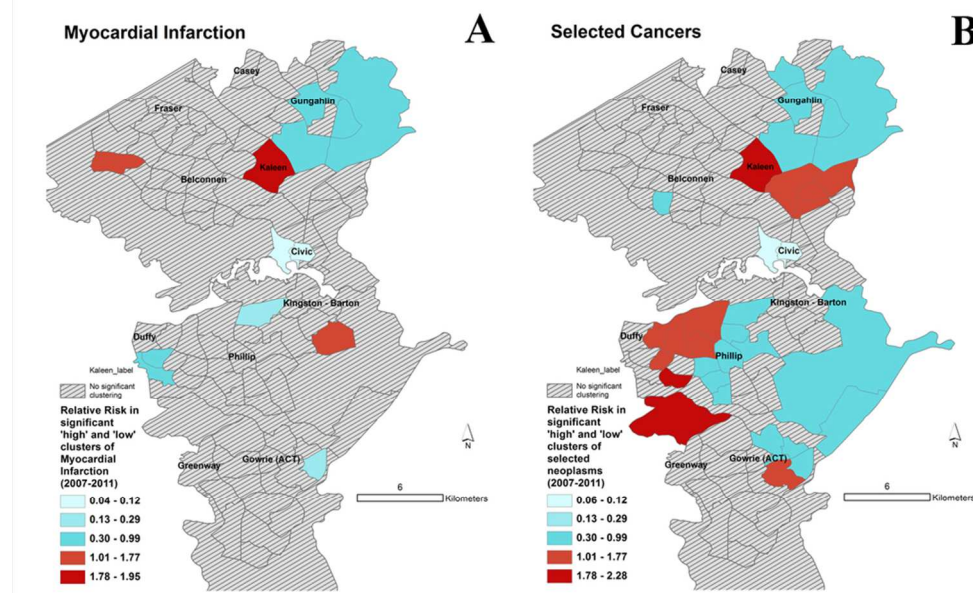 Myocardial Infarction
A
Casey
Gungahlin
Fraser
Kaleen
Belconnen
Civic
Kingston - Barton
Duffy
Phillip
Kaleen_label
No significant
clustering
Relative Risk in
significant
'high' and 'low'
clusters of
Myocardial
Infarction
(2007-2011)
Greenway
Gowrie (ACT)
N
6
Kilometers
0.04 - 0.12
0.13 - 0.29
0.30 - 0.99
1.01 - 1.77
1.78 - 1.95
Selected Cancers
B
Casey
Gungahlin
Fraser
Kaleen
Belconnen
Civic
Kingston - Barton
Duffy
Phillip
Kaleen_label
No significant
clustering
Relative Risk in
significant
'high' and 'low'
clusters of
selected
neoplasms
(2007-2011)
Greenway
Gowrie (ACT)
N
6
Kilometers
0.06 - 0.12
0.13 - 0.29
0.30 - 0.99
1.01 - 1.77
1.78 - 2.28